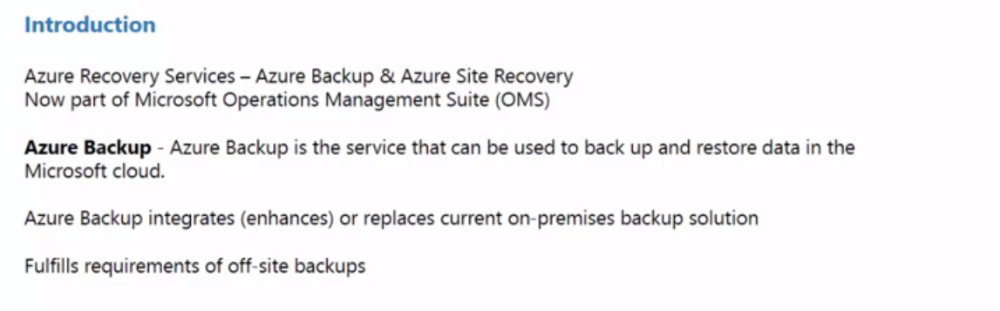 Introduction
Azure Recovery Services – Azure Backup & Azure Site Recovery
Now part of Microsoft Operations Management Suite (OMS)
Azure Backup - Azure Backup is the service that can be used to back up and restore data in the
Microsoft cloud.
Azure Backup integrates (enhances) or replaces current on-premises backup solution
Fulfills requirements of off-site backups